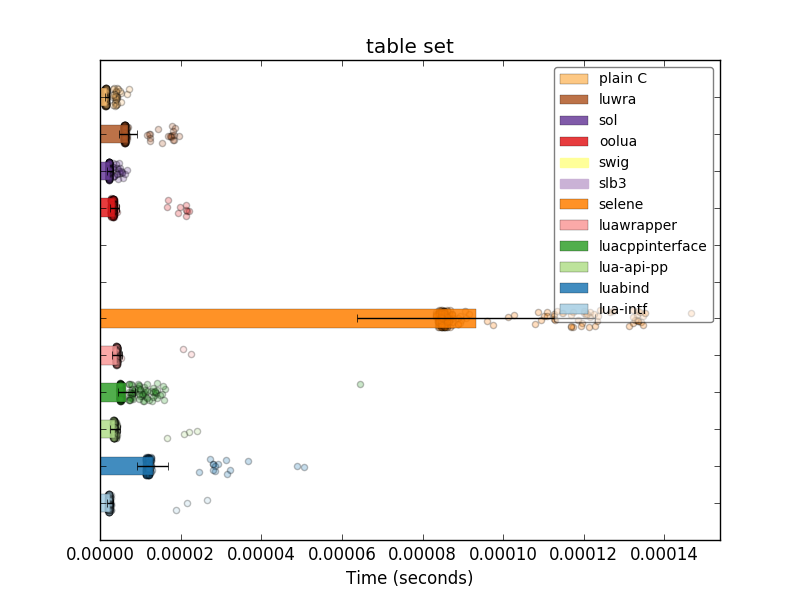 table set
plain C
luwra
sol
oolua
swig
slb3
selene
luawrapper
luacppinterface
lua-api-pp
luabind
lua-intf
0.00000 0.00002 0.00004 0.00006 0.00008 0.00010 0.00012 0.00014
Time (seconds)